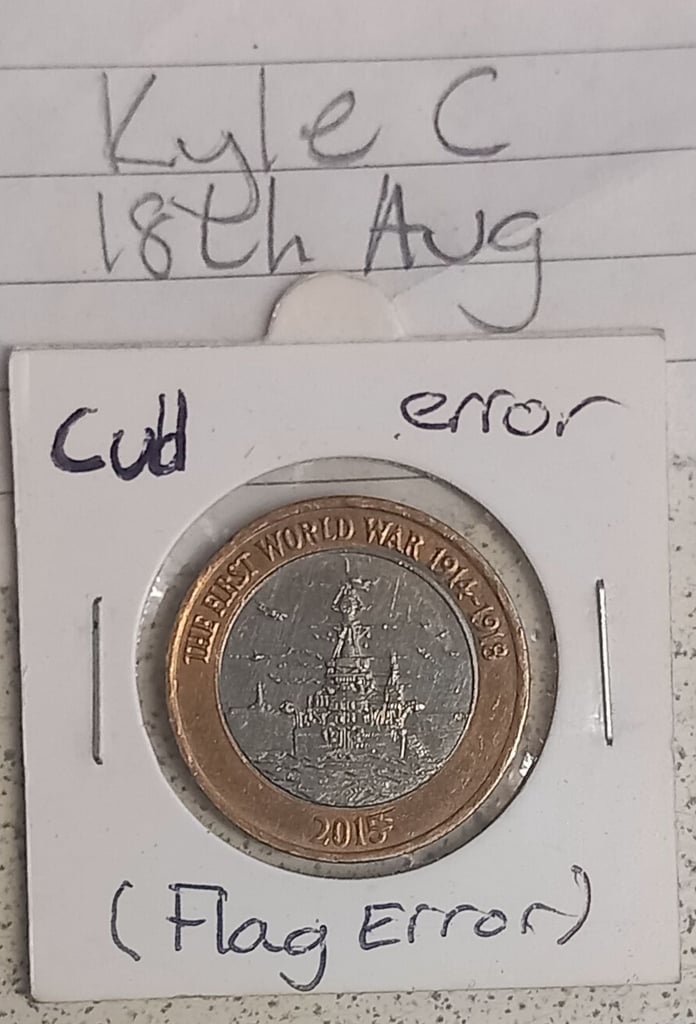 Kyle C
18th Aug
Cud error
THE FIRST WORLD WAR 1914-1918
2015
(Flag Error)